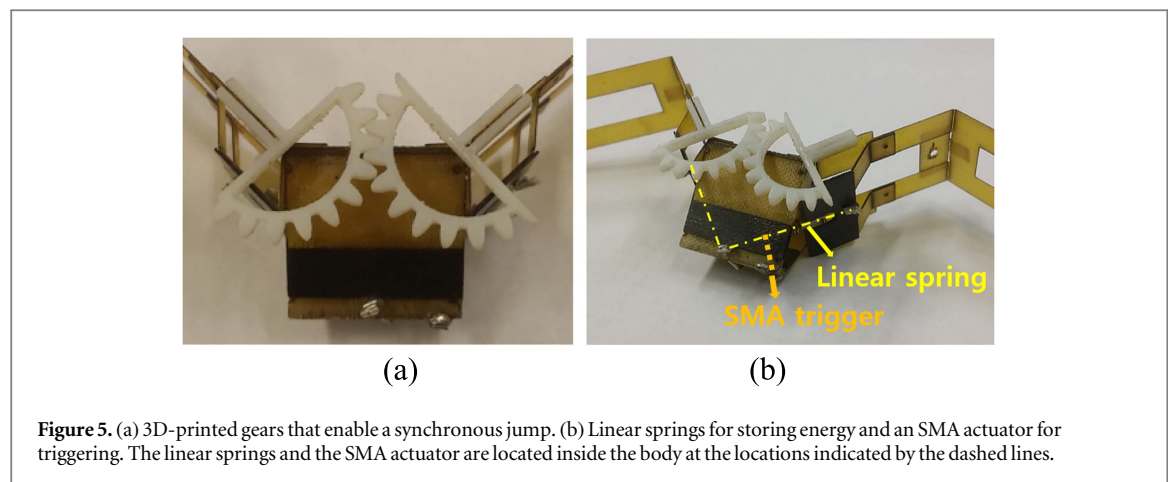 Linear spring
SMA trigger
(a)
(b)
Figure 5. (a) 3D-printed gears that enable a synchronous jump. (b) Linear springs for storing energy and an SMA actuator for
triggering. The linear springs and the SMA actuator are located inside the body at the locations indicated by the dashed lines.